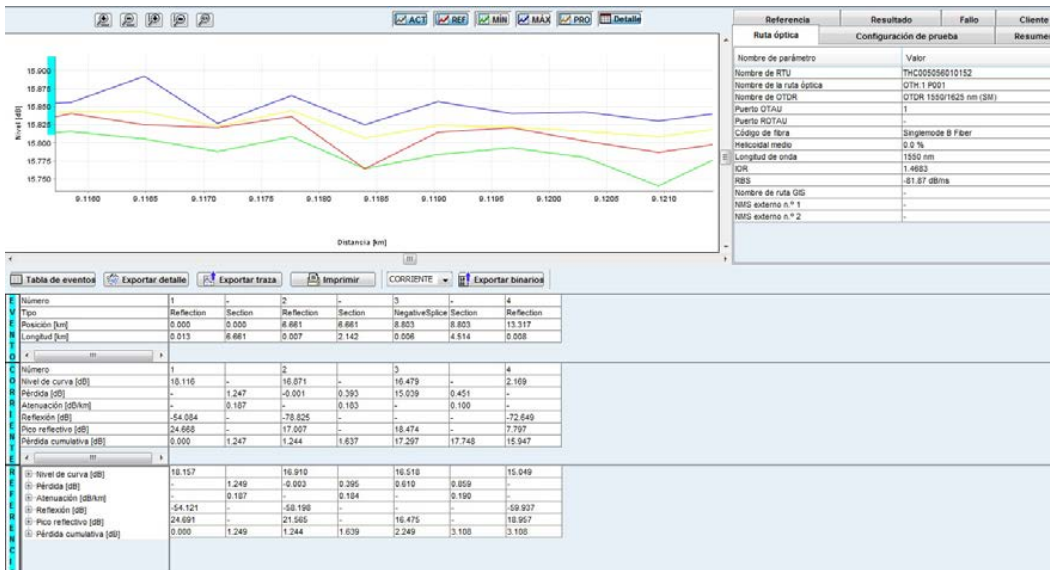 ACT REF MÍN MÁX PRO Detalle
Referencia Resultado Fallo Cliente
Ruta óptica Configuración de prueba Resumen
15.900
15.875
15.850
15.825
15.800
15.775
15.750
Nivel [dB]
9.1160 9.1165 9.1170 9.1175 9.1180 9.1185 9.1190 9.1195 9.1200 9.1205 9.1210
Distansia [km]
Nombre de parámetro Valor
Nombre de RTU THC005056010152
Nombre de la ruta óptica OTH.1 P001
Nombre de OTDR OTDR 1550/1625 nm (SM)
Puerto OTAU 1
Puerto ROTAU -
Código de fibra Singlemode B Fiber
Helicoidal medio 0.0 %
Longitud de onda 1550 nm
IOR 1.4683
RBS -81.87 dB/ms
Nombre de ruta GIS -
NMS externo n.º 1 -
NMS externo n.º 2 -
Tabla de eventos Exportar detalle Exportar traza Imprimir CORRIENTE Exportar binarios
EVENTO
Número 1 - 2 - 3 - 4
Tipo Reflection Section Reflection Section NegativeSplice Section Reflection
Posición [km] 0.000 0.000 6.661 6.661 8.803 8.803 13.317
Longitud [km] 0.013 6.661 0.007 2.142 0.006 4.514 0.008
CORRIENTE
Número 1 2 3 4
Nivel de curva [dB] 18.116 - 16.871 - 16.479 - 2.169
Pérdida [dB] - 1.247 -0.001 0.393 15.039 0.451 -
Atenuación [dB/km] - 0.187 - 0.183 - 0.100 -
Reflexión [dB] -54.084 -78.825 - -72.649
Pico reflectivo [dB] 24.668 - 17.007 - 18.474 - 7.797
Pérdida cumulativa [dB] 0.000 1.247 1.244 1.637 17.297 17.748 15.947
REFERENCI
Nivel de curva [dB] 18.157 16.910 16.518 15.049
Pérdida [dB] - 1.249 -0.003 0.395 0.610 0.859 -
Atenuación [dB/km] - 0.187 - 0.184 - 0.190 -
Reflexión [dB] -54.121 -58.198 - -59.937
Pico reflectivo [dB] 24.691 - 21.565 16.475 18.957
Pérdida cumulativa [dB] 0.000 1.249 1.244 1.639 2.249 3.108 3.108